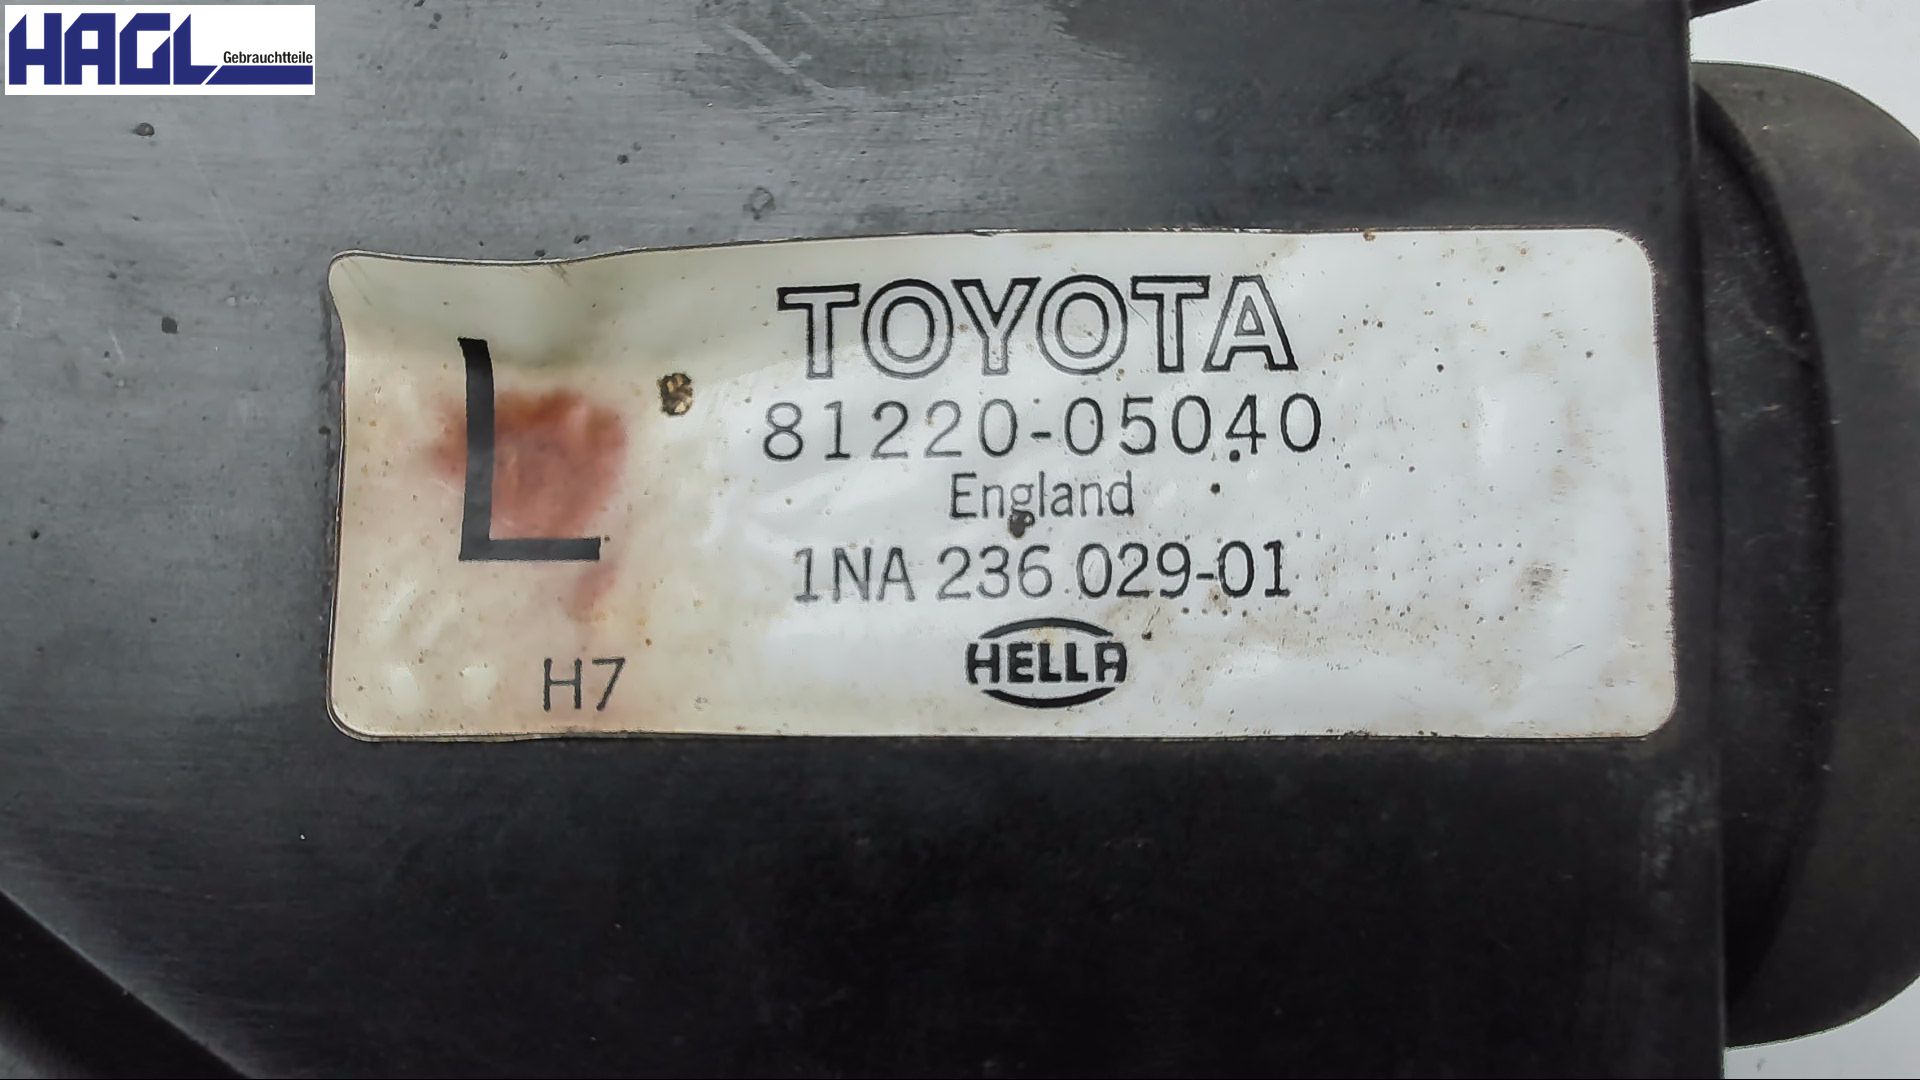 HAGL
Gebrauchtteile
TOYOTA
L
81220-05040
England
1NA 236 029-01
H7
HELLA